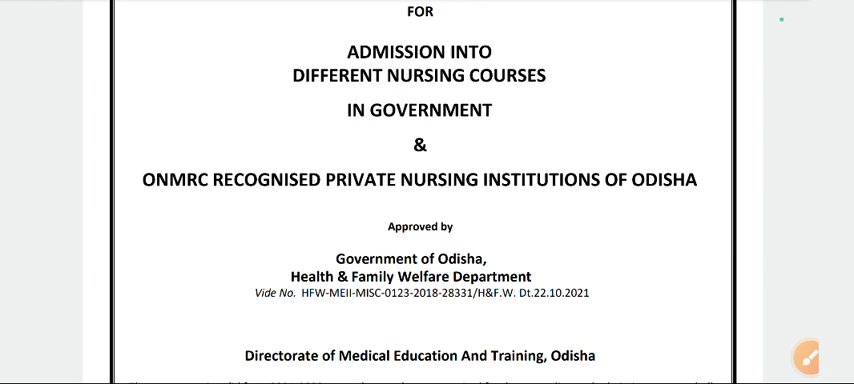 FOR
ADMISSION INTO
DIFFERENT NURSING COURSES
IN GOVERNMENT
&
ONMRC RECOGNISED PRIVATE NURSING INSTITUTIONS OF ODISHA
Approved by
Government of Odisha,
Health & Family Welfare Department
Vide No. HFW-MEII-MISC-0123-2018-28331/H&F.W. Dt.22.10.2021
Directorate of Medical Education And Training, Odisha